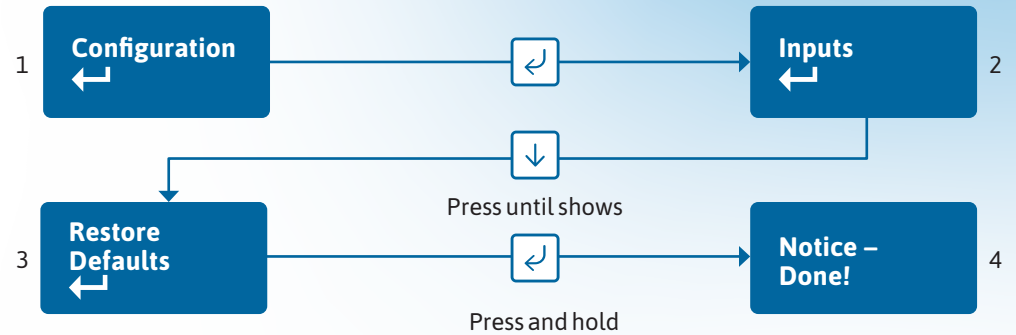 1
Configuration
Inputs
2
Press until shows
3
Restore
Defaults
Notice –
Done!
4
Press and hold